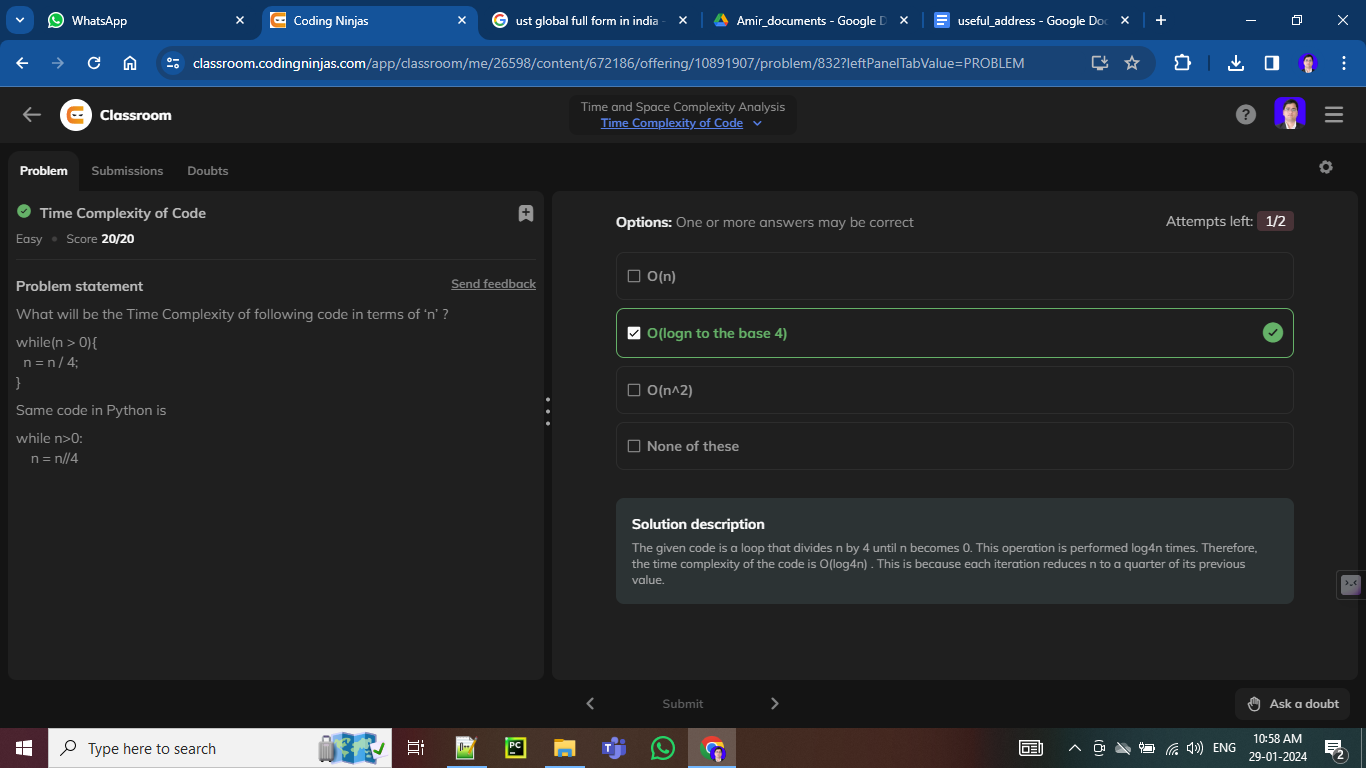 WhatsApp
Coding Ninjas
ust global full form in india -
Amir_documents - Google D
useful_address - Google Doc
classroom.codingninjas.com/app/classroom/me/26598/content/672186/offering/10891907/problem/832?leftPanelTabValue=PROBLEM
Classroom
Time and Space Complexity Analysis
Time Complexity of Code
?
Problem
Submissions
Doubts
Time Complexity of Code
Easy
Score 20/20
Problem statement
Send feedback
What will be the Time Complexity of following code in terms of ‘n’ ?
while(n > 0){
n = n / 4;
}
Same code in Python is
while n>0:
n = n//4
Options: One or more answers may be correct
Attempts left: 1/2
O(n)
O(logn to the base 4)
O(n^2)
None of these
Solution description
The given code is a loop that divides n by 4 until n becomes 0. This operation is performed log4n times. Therefore,
the time complexity of the code is O(log4n) . This is because each iteration reduces n to a quarter of its previous
value.
Submit
Ask a doubt
Type here to search
PC
ENG
10:58 AM
29-01-2024
2